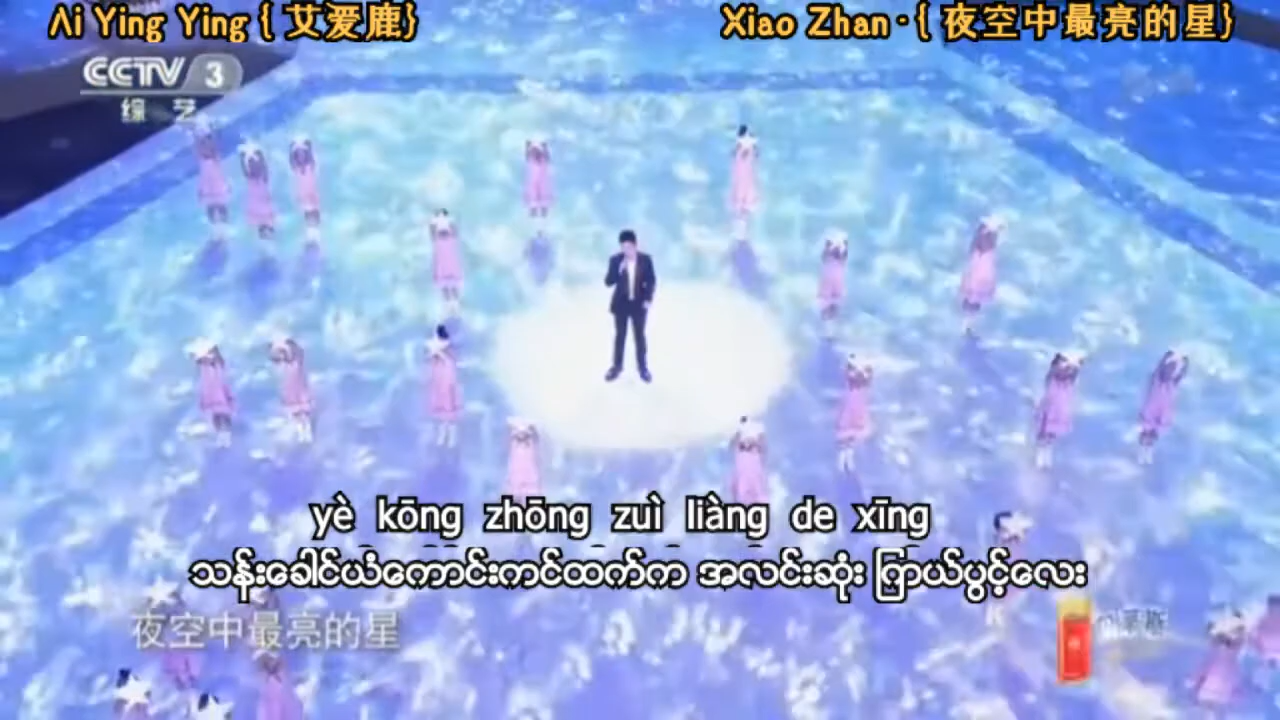 Ai Ying Ying { 艾爱鹿}
Xiao Zhan ·{ 夜空中最亮的星}
CCTV 3
综艺
yè kōng zhōng zuì liàng de xīng
သန်းခေါင်ယံကောင်းကင်ထက်က အလင်းဆုံး ကြာယ်ပွင့်လေး
夜空中最亮的星